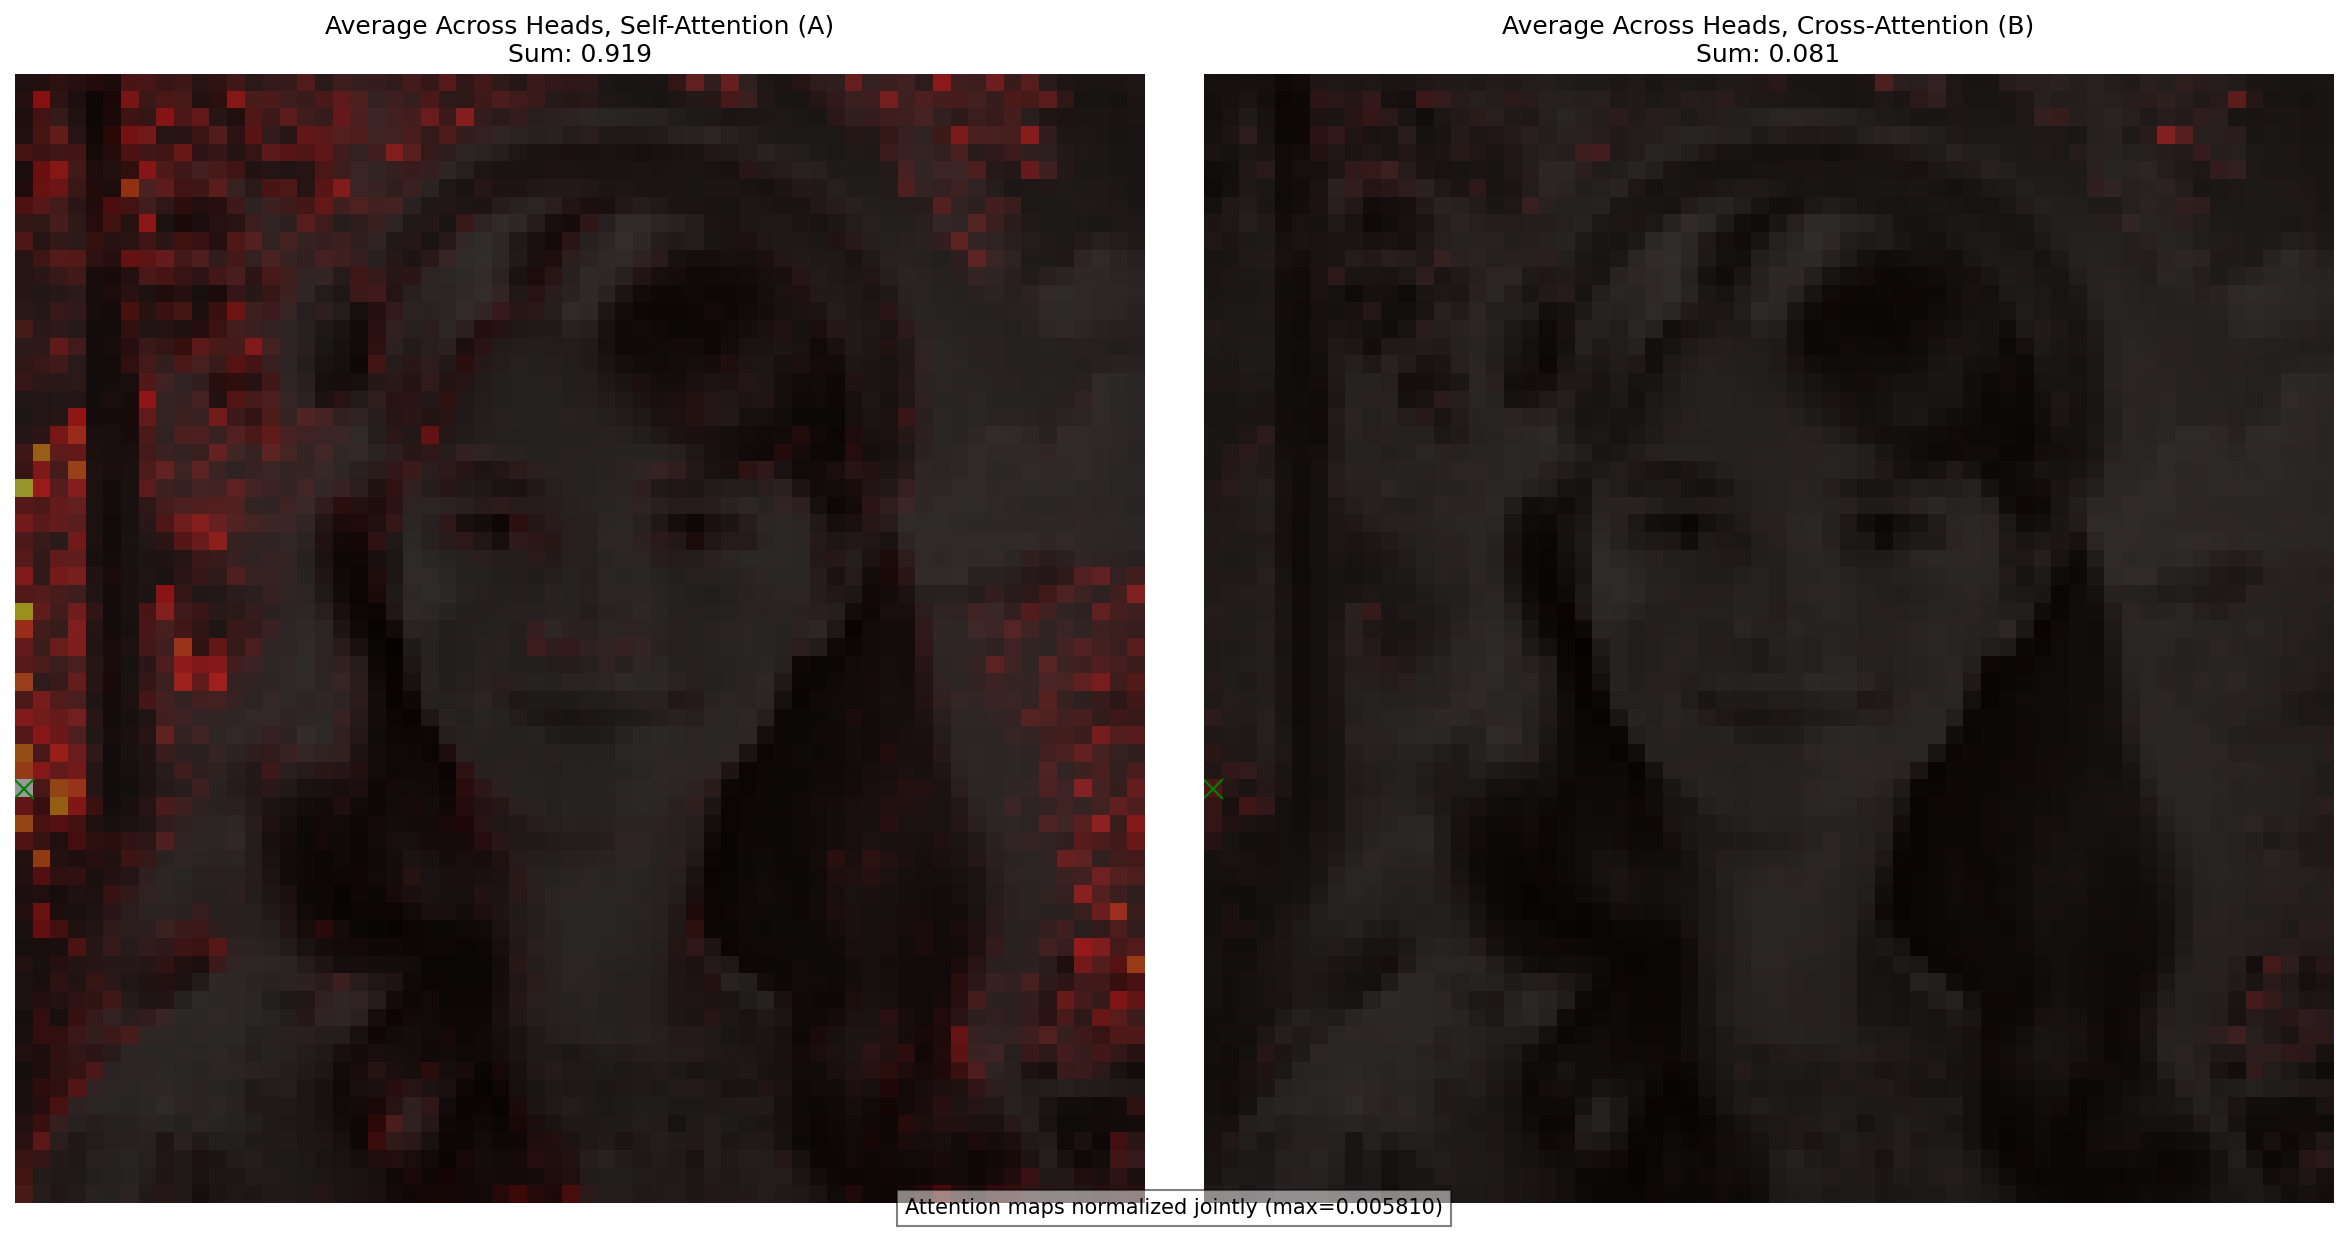 Average Across Heads, Self-Attention (A)
Sum: 0.919
Average Across Heads, Cross-Attention (B)
Sum: 0.081
Attention maps normalized jointly (max=0.005810)